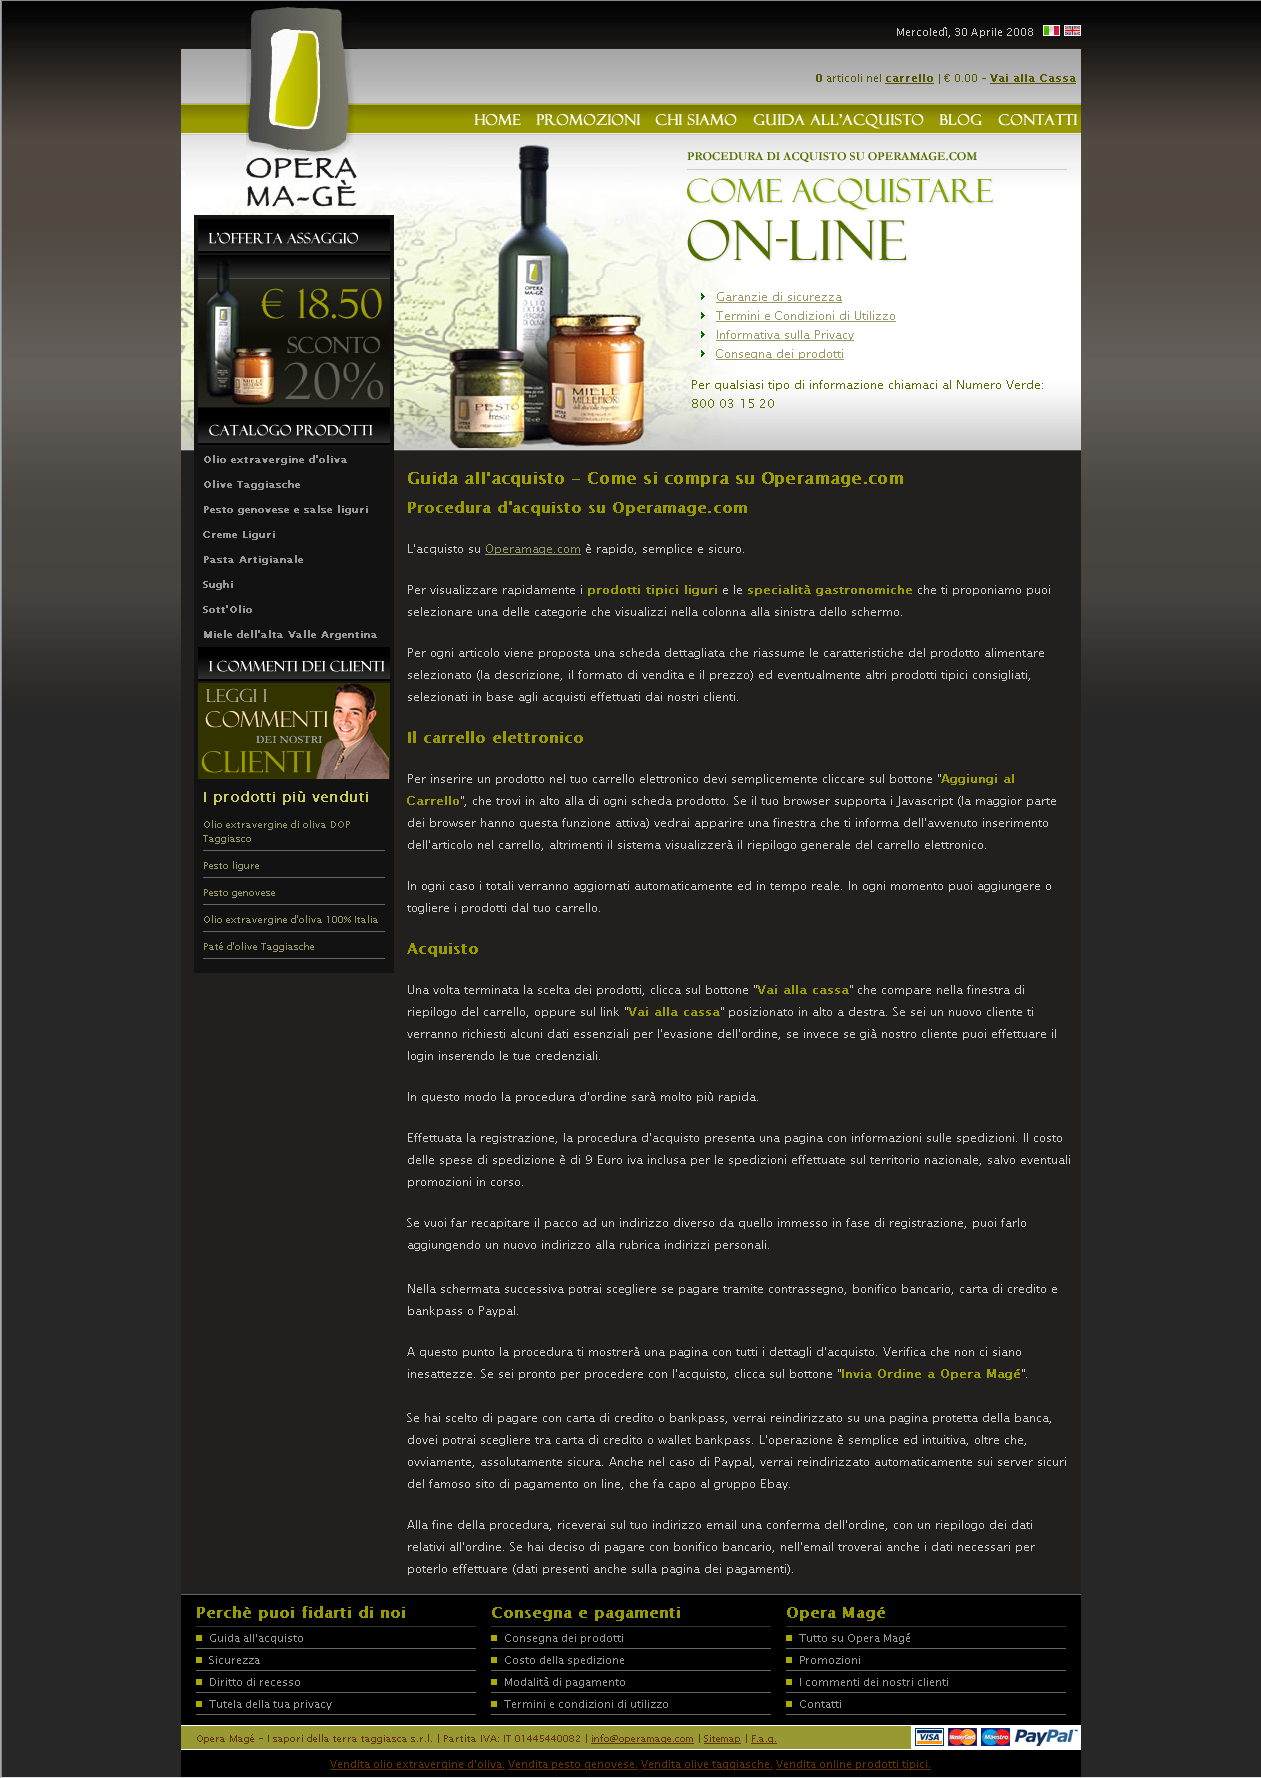 Mercoledì, 30 Aprile 2008
0 articoli nel carrello | € 0.00 - Vai alla Cassa
HOME PROMOZIONI CHI SIAMO GUIDA ALL'ACQUISTO BLOG CONTATTI
OPERA
MA-GÈ
PROCEDURA DI ACQUISTO SU OPERAMAGE.COM
COME ACQUISTARE
ON-LINE
Garanzie di sicurezza
Termini e Condizioni di Utilizzo
Informativa sulla Privacy
Consegna dei prodotti
Per qualsiasi tipo di informazione chiamaci al Numero Verde:
800 03 15 20
OPERA
MA-GÈ
OLIO
EXTRA
VERGINE
DI OLIVA
PESTO
fresco
MIELE
MILLEFIORI
dell'alta Valle Argentina
L'OFFERTA ASSAGGIO
€ 18.50
SCONTO
20%
CATALOGO PRODOTTI
Olio extravergine d'oliva
Olive Taggiasche
Pesto genovese e salse liguri
Creme Liguri
Pasta Artigianale
Sughi
Sott'Olio
Miele dell'alta Valle Argentina
I COMMENTI DEI CLIENTI
LEGGI I
COMMENTI
DEI NOSTRI
CLIENTI
I prodotti più venduti
Olio extravergine di oliva DOP
Taggiasco
Pesto ligure
Pesto genovese
Olio extravergine d'oliva 100% Italia
Paté d'olive Taggiasche
Guida all'acquisto - Come si compra su Operamage.com
Procedura d'acquisto su Operamage.com
L'acquisto su Operamage.com è rapido, semplice e sicuro.
Per visualizzare rapidamente i prodotti tipici liguri e le specialità gastronomiche che ti proponiamo puoi
selezionare una delle categorie che visualizzi nella colonna alla sinistra dello schermo.
Per ogni articolo viene proposta una scheda dettagliata che riassume le caratteristiche del prodotto alimentare
selezionato (la descrizione, il formato di vendita e il prezzo) ed eventualmente altri prodotti tipici consigliati,
selezionati in base agli acquisti effettuati dai nostri clienti.
Il carrello elettronico
Per inserire un prodotto nel tuo carrello elettronico devi semplicemente cliccare sul bottone "Aggiungi al
Carrello", che trovi in alto alla di ogni scheda prodotto. Se il tuo browser supporta i Javascript (la maggior parte
dei browser hanno questa funzione attiva) vedrai apparire una finestra che ti informa dell'avvenuto inserimento
dell'articolo nel carrello, altrimenti il sistema visualizzerà il riepilogo generale del carrello elettronico.
In ogni caso i totali verranno aggiornati automaticamente ed in tempo reale. In ogni momento puoi aggiungere o
togliere i prodotti dal tuo carrello.
Acquisto
Una volta terminata la scelta dei prodotti, clicca sul bottone "Vai alla cassa" che compare nella finestra di
riepilogo del carrello, oppure sul link "Vai alla cassa" posizionato in alto a destra. Se sei un nuovo cliente ti
verranno richiesti alcuni dati essenziali per l'evasione dell'ordine, se invece se già nostro cliente puoi effettuare il
login inserendo le tue credenziali.
In questo modo la procedura d'ordine sarà molto più rapida.
Effettuata la registrazione, la procedura d'acquisto presenta una pagina con informazioni sulle spedizioni. Il costo
delle spese di spedizione è di 9 Euro iva inclusa per le spedizioni effettuate sul territorio nazionale, salvo eventuali
promozioni in corso.
Se vuoi far recapitare il pacco ad un indirizzo diverso da quello immesso in fase di registrazione, puoi farlo
aggiungendo un nuovo indirizzo alla rubrica indirizzi personali.
Nella schermata successiva potrai scegliere se pagare tramite contrassegno, bonifico bancario, carta di credito e
bankpass o Paypal.
A questo punto la procedura ti mostrerà una pagina con tutti i dettagli d'acquisto. Verifica che non ci siano
inesattezze. Se sei pronto per procedere con l'acquisto, clicca sul bottone "Invia Ordine a Opera Magé".
Se hai scelto di pagare con carta di credito o bankpass, verrai reindirizzato su una pagina protetta della banca,
dovei potrai scegliere tra carta di credito o wallet bankpass. L'operazione è semplice ed intuitiva, oltre che,
ovviamente, assolutamente sicura. Anche nel caso di Paypal, verrai reindirizzato automaticamente sui server sicuri
del famoso sito di pagamento on line, che fa capo al gruppo Ebay.
Alla fine della procedura, riceverai sul tuo indirizzo email una conferma dell'ordine, con un riepilogo dei dati
relativi all'ordine. Se hai deciso di pagare con bonifico bancario, nell'email troverai anche i dati necessari per
poterlo effettuare (dati presenti anche sulla pagina dei pagamenti).
Perchè puoi fidarti di noi
Guida all'acquisto
Sicurezza
Diritto di recesso
Tutela della tua privacy
Consegna e pagamenti
Consegna dei prodotti
Costo della spedizione
Modalità di pagamento
Termini e condizioni di utilizzo
Opera Magé
Tutto su Opera Magé
Promozioni
I commenti dei nostri clienti
Contatti
Opera Magé - I sapori della terra taggiasca s.r.l. | Partita IVA: IT 01445440082 | info@operamage.com | Sitemap | F.a.q.
VISA MasterCard Maestro PayPal
Vendita olio extravergine d'oliva. Vendita pesto genovese. Vendita olive taggiasche. Vendita online prodotti tipici.